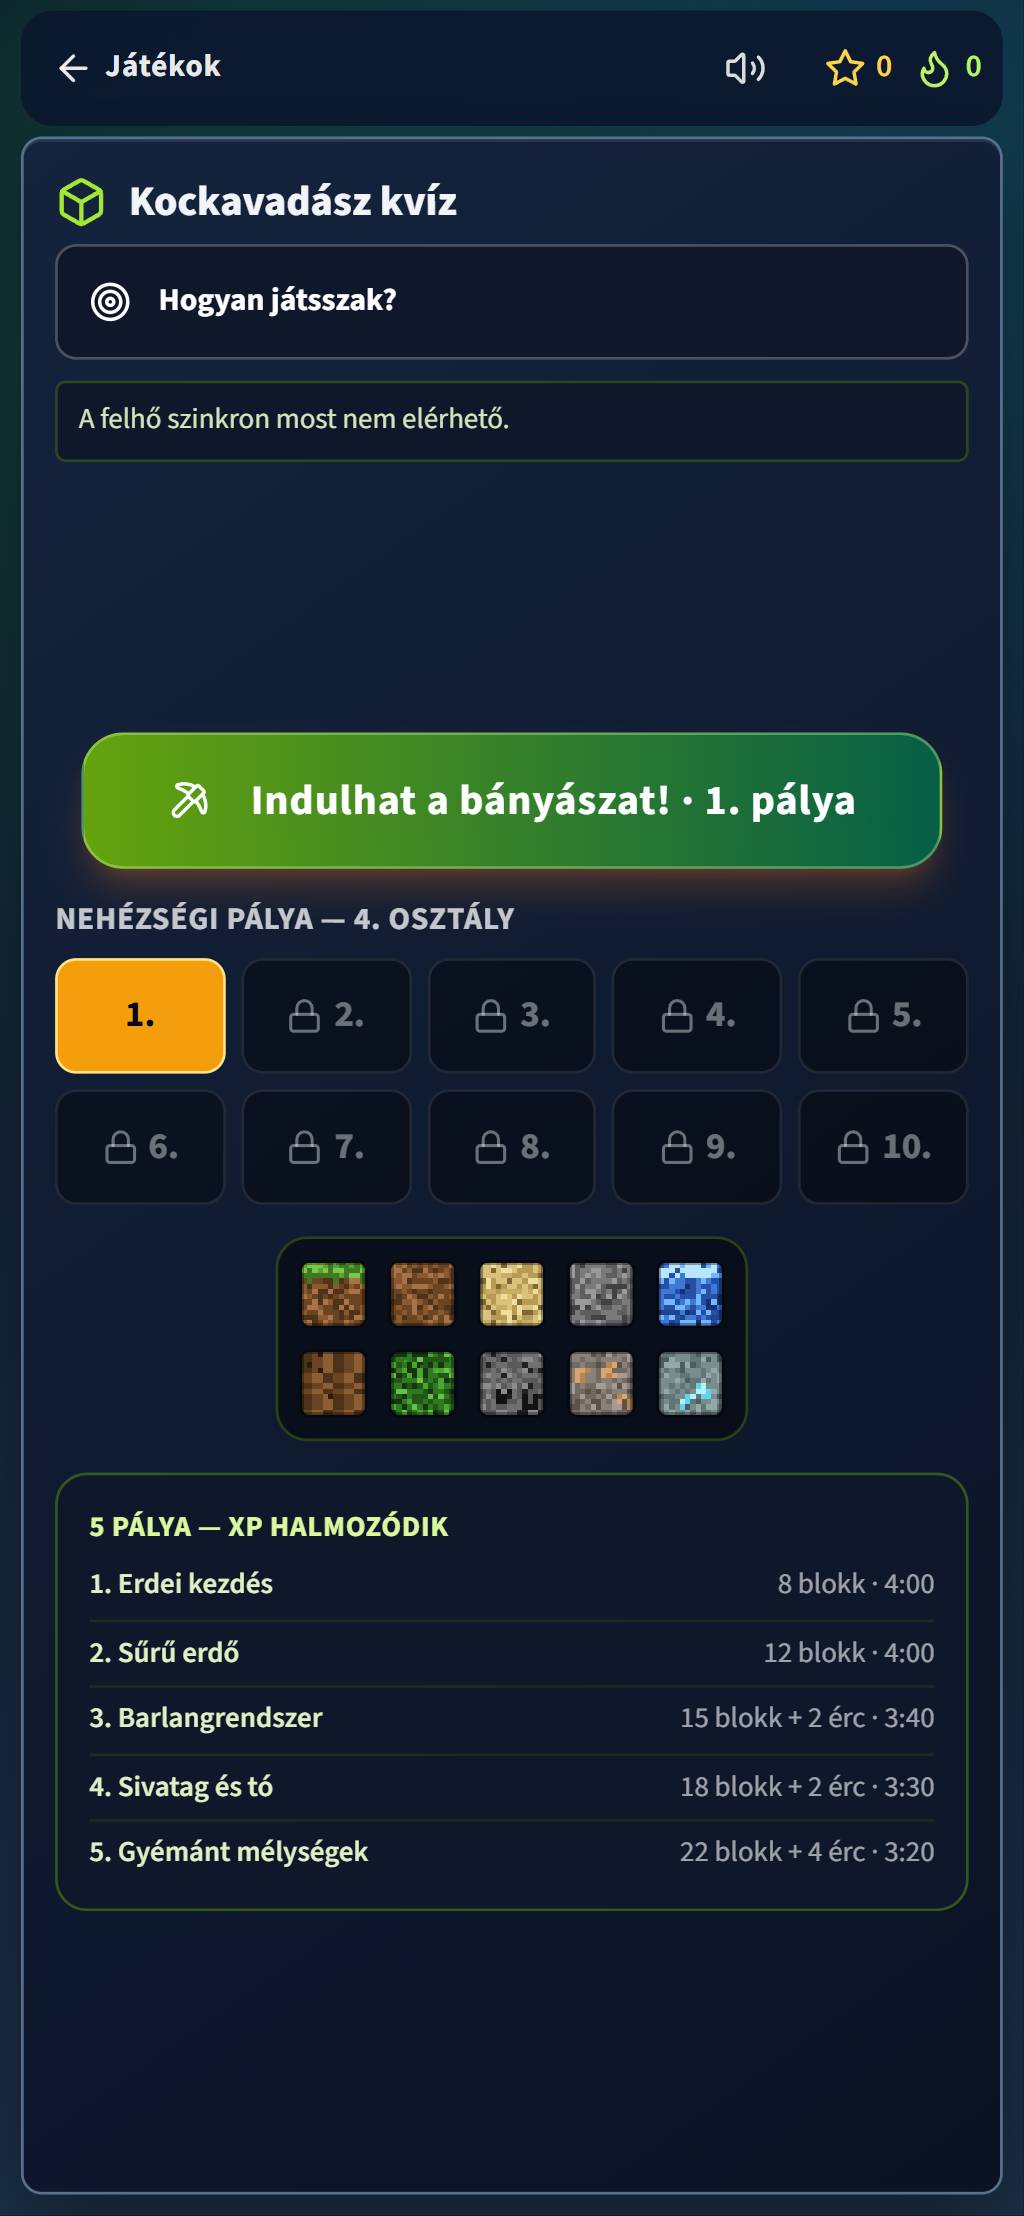 Játékok
0
0
Kockavadász kvíz
Hogyan játsszak?
A felhő szinkron most nem elérhető.
Indulhat a bányászat! · 1. pálya
NEHÉZSÉGI PÁLYA — 4. OSZTÁLY
1.
2.
3.
4.
5.
6.
7.
8.
9.
10.
5 PÁLYA — XP HALMOZÓDIK
1. Erdei kezdés 8 blokk · 4:00
2. Sűrű erdő 12 blokk · 4:00
3. Barlangrendszer 15 blokk + 2 érc · 3:40
4. Sivatag és tó 18 blokk + 2 érc · 3:30
5. Gyémánt mélységek 22 blokk + 4 érc · 3:20